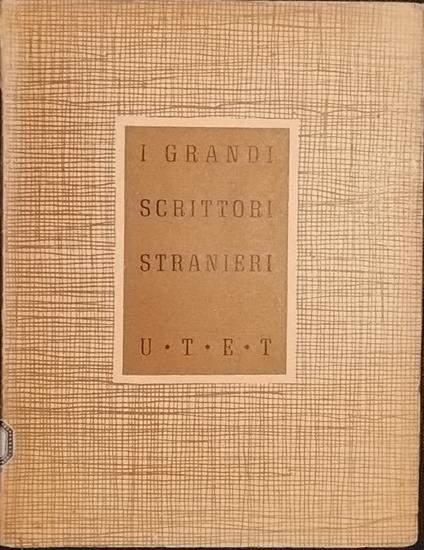 I GRANDI
SCRITTORI
STRANIERI
U • T • E • T